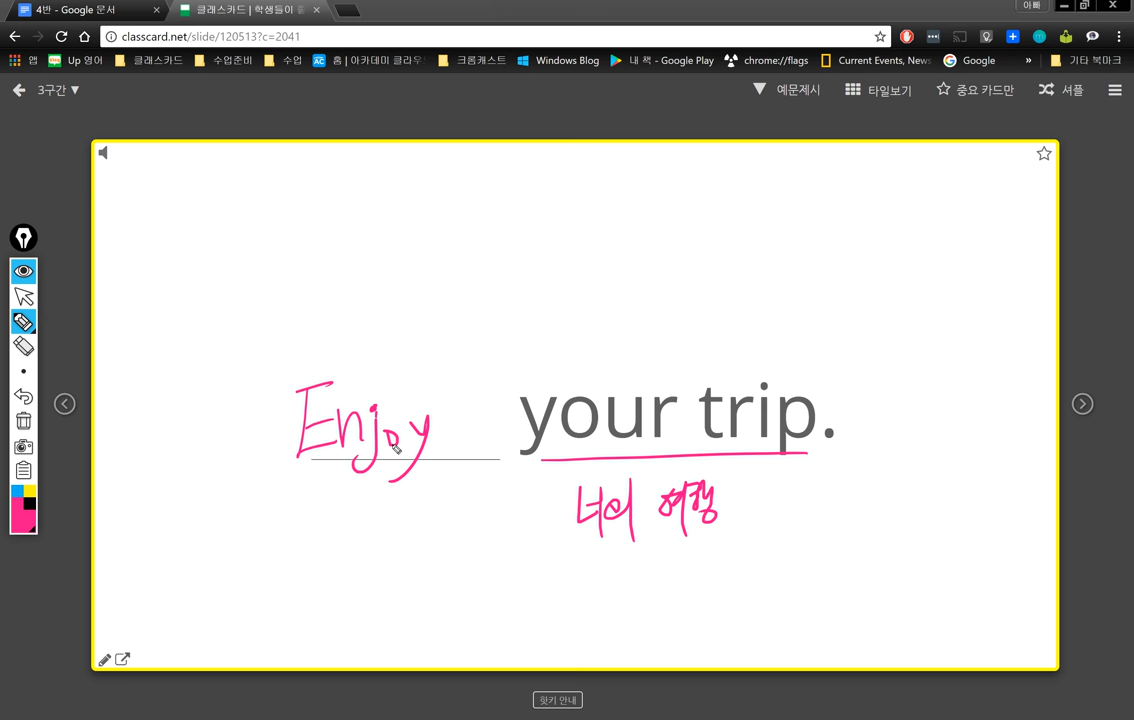 4반 - Google 문서
클래스카드 | 학생들이 좋
아빠
classcard.net/slide/120513?c=2041
앱 Up 영어 클래스카드 수업준비 수업 홈 | 아카데미 클라우 크롬캐스트 Windows Blog 내 책 - Google Play chrome://flags Current Events, News Google » 기타 북마크
3구간 ▼ ▼ 예문제시 타일보기 중요 카드만 셔플
Enjoy your trip.
너의 여행
핫키 안내